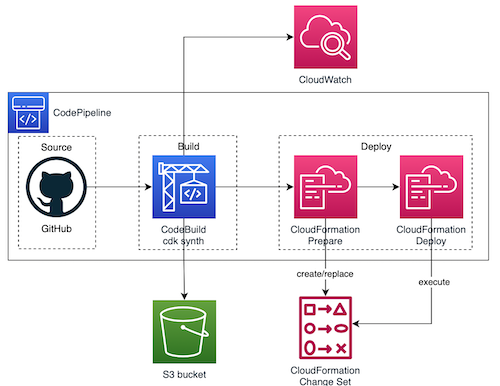 CloudWatch
CodePipeline
Source
Build
Deploy
GitHub
CodeBuild
cdk synth
CloudFormation
Prepare
CloudFormation
Deploy
create/replace
execute
S3 bucket
CloudFormation
Change Set